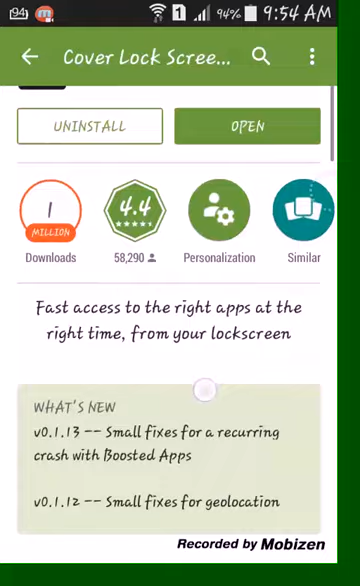 94 1 94% 9:54 AM
Cover Lock Scree...
UNINSTALL OPEN
1 4.4
MILLION
Downloads 58,290 Personalization Similar
Fast access to the right apps at the
right time, from your lockscreen
WHAT'S NEW
v0.1.13 -- Small fixes for a recurring
crash with Boosted Apps
v0.1.12 -- Small fixes for geolocation
Recorded by Mobizen